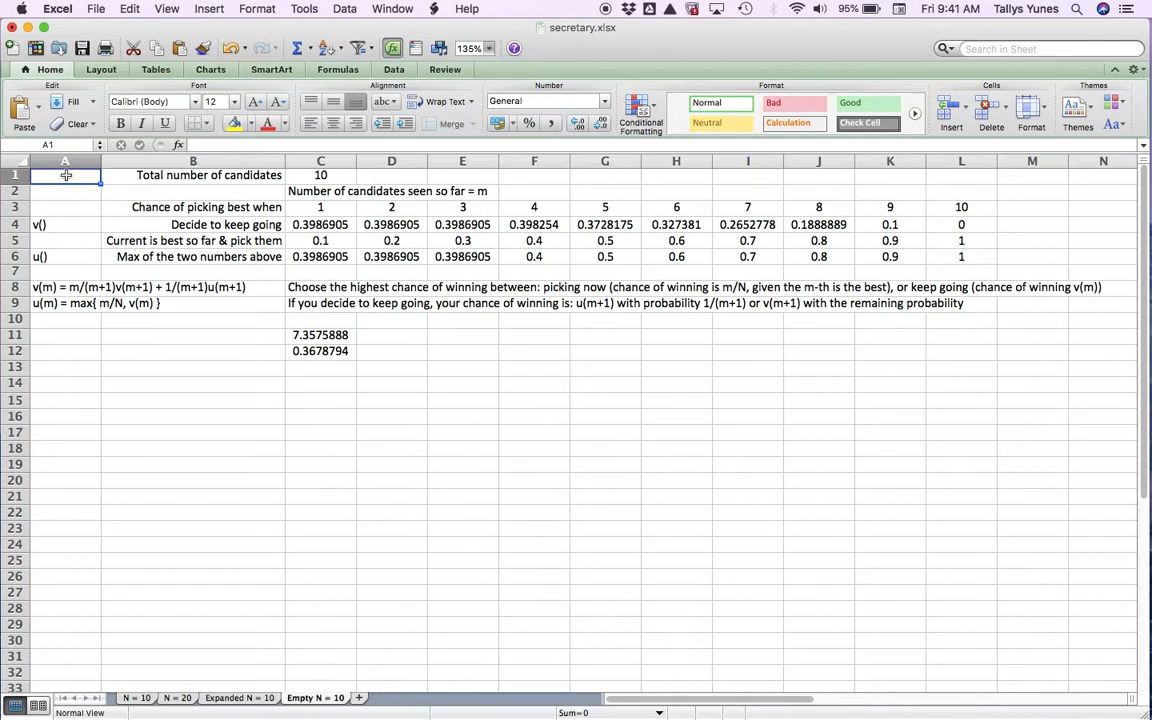 Excel File Edit View Insert Format Tools Data Window Help 95% Fri 9:41 AM Tallys Yunes
secretary.xlsx
135% Search in Sheet
Home Layout Tables Charts SmartArt Formulas Data Review
Edit Font Alignment Number Format Cells Themes
Fill Calibri (Body) 12 abc Wrap Text General Normal Bad Good
Paste Clear B I U Merge % Conditional Formatting Neutral Calculation Check Cell Insert Delete Format Themes Aa
A1 fx
A B C D E F G H I J K L M N
1 Total number of candidates 10
2 Number of candidates seen so far = m
3 Chance of picking best when 1 2 3 4 5 6 7 8 9 10
4 v() Decide to keep going 0.3986905 0.3986905 0.3986905 0.398254 0.3728175 0.327381 0.2652778 0.1888889 0.1 0
5 Current is best so far & pick them 0.1 0.2 0.3 0.4 0.5 0.6 0.7 0.8 0.9 1
6 u() Max of the two numbers above 0.3986905 0.3986905 0.3986905 0.4 0.5 0.6 0.7 0.8 0.9 1
7
8 v(m) = m/(m+1)v(m+1) + 1/(m+1)u(m+1) Choose the highest chance of winning between: picking now (chance of winning is m/N, given the m-th is the best), or keep going (chance of winning v(m))
9 u(m) = max{ m/N, v(m) } If you decide to keep going, your chance of winning is: u(m+1) with probability 1/(m+1) or v(m+1) with the remaining probability
10
11 7.3575888
12 0.3678794
13
14
15
16
17
18
19
20
21
22
23
24
25
26
27
28
29
30
31
32
33
N = 10 N = 20 Expanded N = 10 Empty N = 10 +
Normal View Sum=0